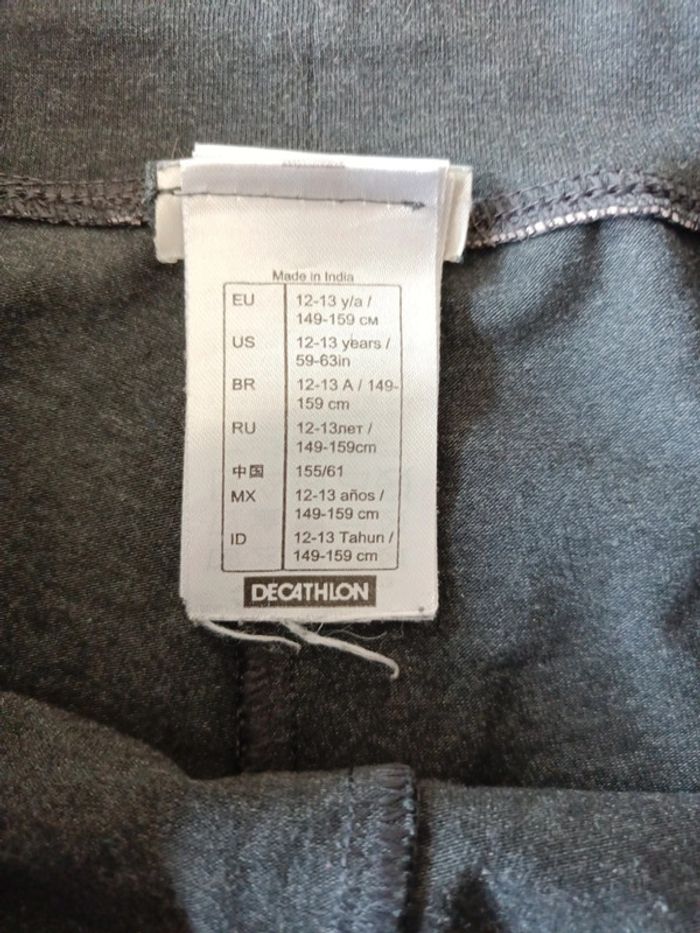 Made in India
EU 12-13 y/a /
149-159 см
US 12-13 years /
59-63in
BR 12-13 A / 149-
159 cm
RU 12-13лет /
149-159cm
中国 155/61
MX 12-13 años /
149-159 cm
ID 12-13 Tahun /
149-159 cm
DECATHLON